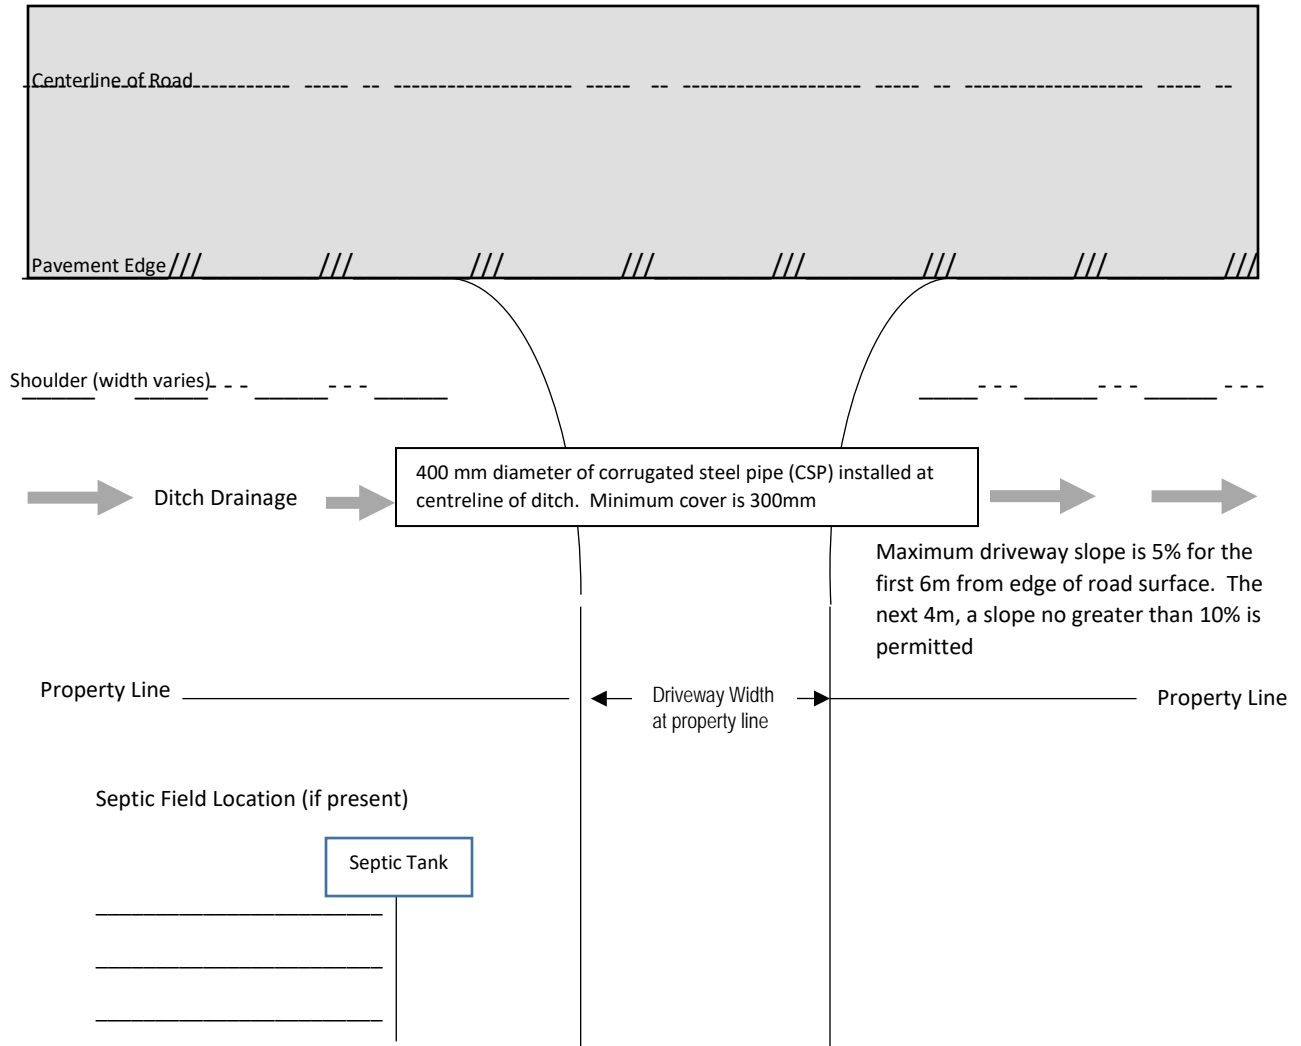 Centerline of Road
Pavement Edge
Shoulder (width varies)
Ditch Drainage
400 mm diameter of corrugated steel pipe (CSP) installed at
centreline of ditch.  Minimum cover is 300mm
Maximum driveway slope is 5% for the
first 6m from edge of road surface.  The
next 4m, a slope no greater than 10% is
permitted
Property Line
Driveway Width
at property line
Property Line
Septic Field Location (if present)
Septic Tank